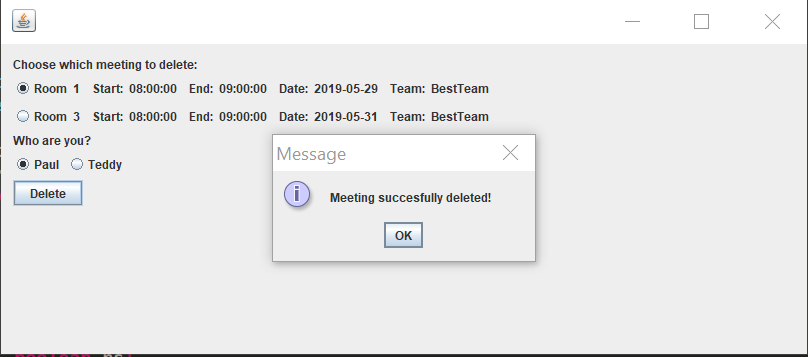 Choose which meeting to delete:
Room 1 Start: 08:00:00 End: 09:00:00 Date: 2019-05-29 Team: BestTeam
Room 3 Start: 08:00:00 End: 09:00:00 Date: 2019-05-31 Team: BestTeam
Who are you?
Paul Teddy
Delete
Message
Meeting succesfully deleted!
OK